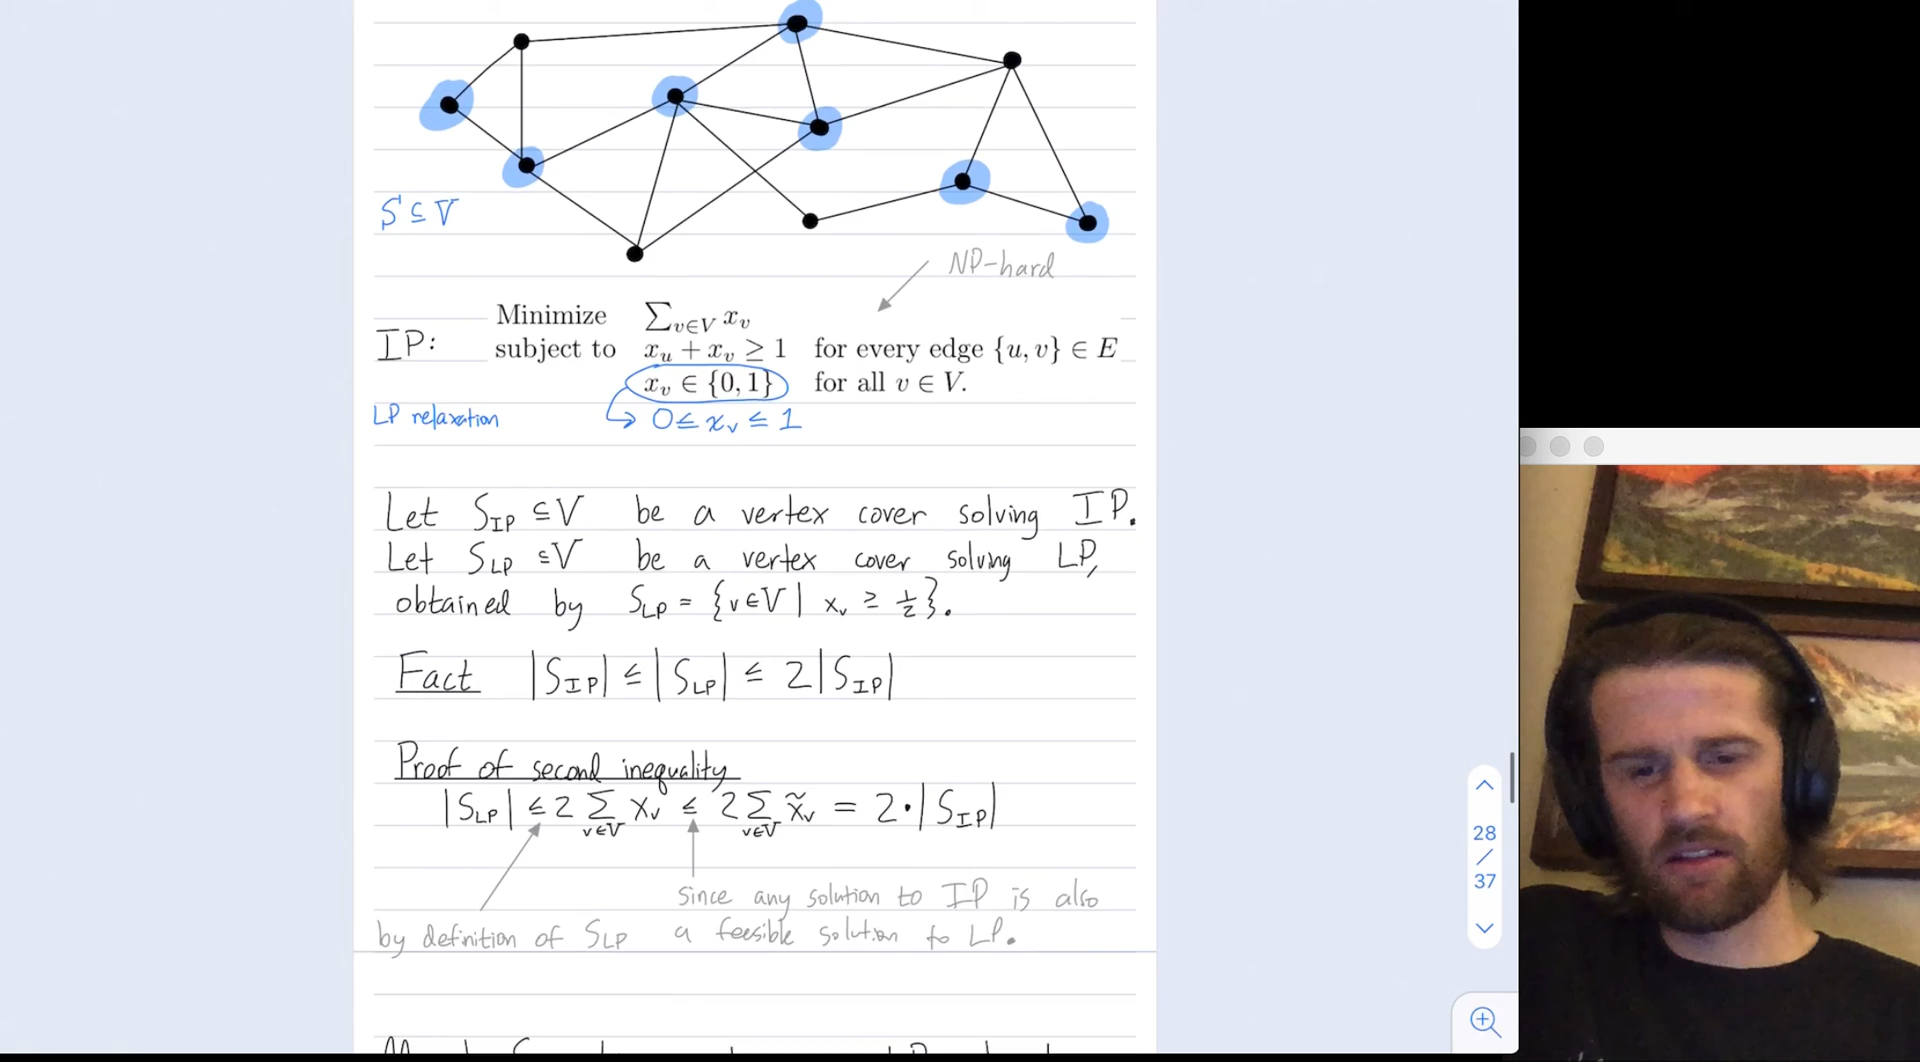 S ⊆ V
NP-hard
IP: Minimize ∑_{v∈V} x_v
subject to x_u + x_v ≥ 1 for every edge {u, v} ∈ E
x_v ∈ {0, 1} for all v ∈ V.
LP relaxation 0 ≤ x_v ≤ 1
Let S_IP ⊆ V be a vertex cover solving IP.
Let S_LP ⊆ V be a vertex cover solving LP,
obtained by S_LP = {v ∈ V | x_v ≥ 1/2}.
Fact |S_IP| ≤ |S_LP| ≤ 2|S_IP|
Proof of second inequality
|S_LP| ≤ 2 ∑_{v∈V} x_v ≤ 2 ∑_{v∈V} x̃_v = 2·|S_IP|
since any solution to IP is also
by definition of S_LP a feesible solution to LP.
28
/
37